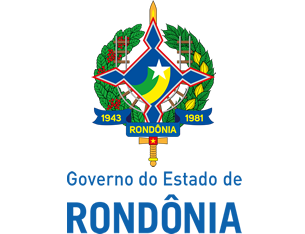 1943 1981
RONDÔNIA
Governo do Estado de
RONDÔNIA